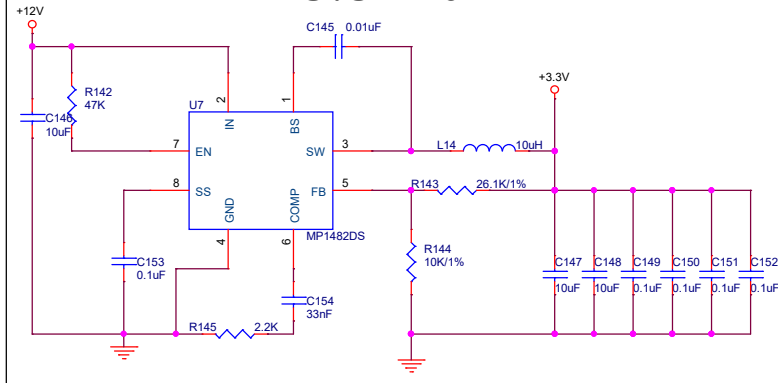 +12V
C145 0.01uF
+3.3V
R142
47K
C146
10uF
U7
2
1
IN
BS
7
EN
SW
3
L14
10uH
8
SS
FB
5
R143
26.1K/1%
GND
COMP
4
6
MP1482DS
R144
10K/1%
C153
0.1uF
C154
33nF
R145
2.2K
C147
10uF
C148
10uF
C149
0.1uF
C150
0.1uF
C151
0.1uF
C152
0.1uF